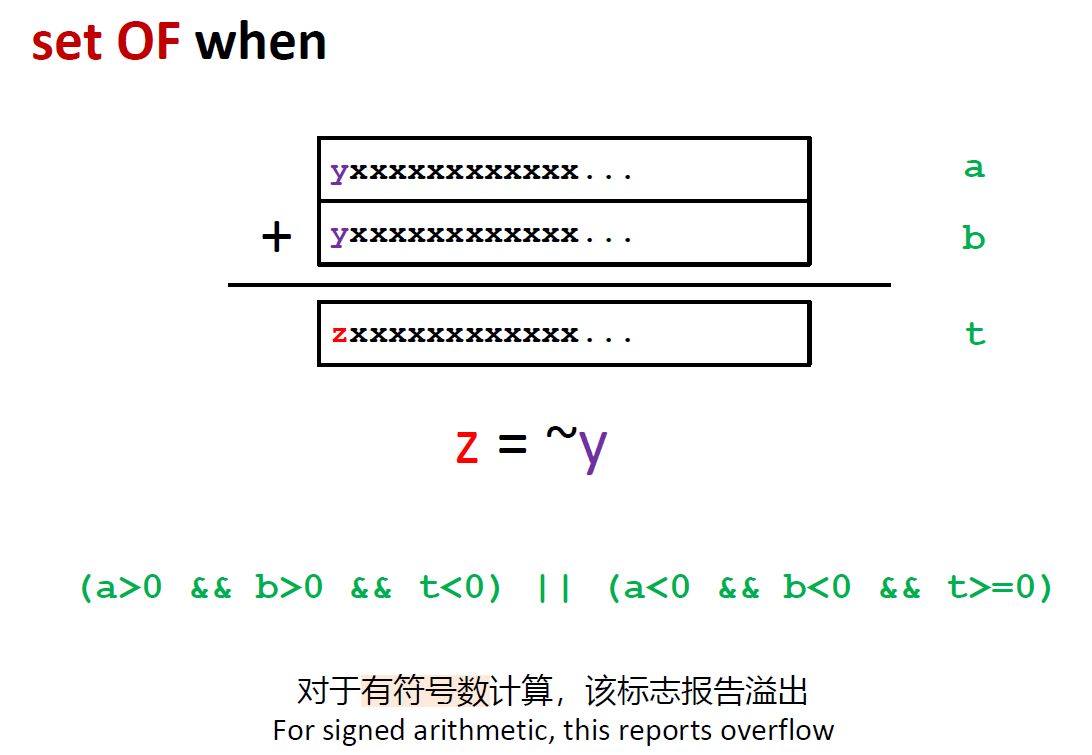 set OF when
yxxxxxxxxxxxx... a
+ yxxxxxxxxxxxx... b
zxxxxxxxxxxxx... t
z = ~y
(a>0 && b>0 && t<0) || (a<0 && b<0 && t>=0)
对于有符号数计算，该标志报告溢出
For signed arithmetic, this reports overflow